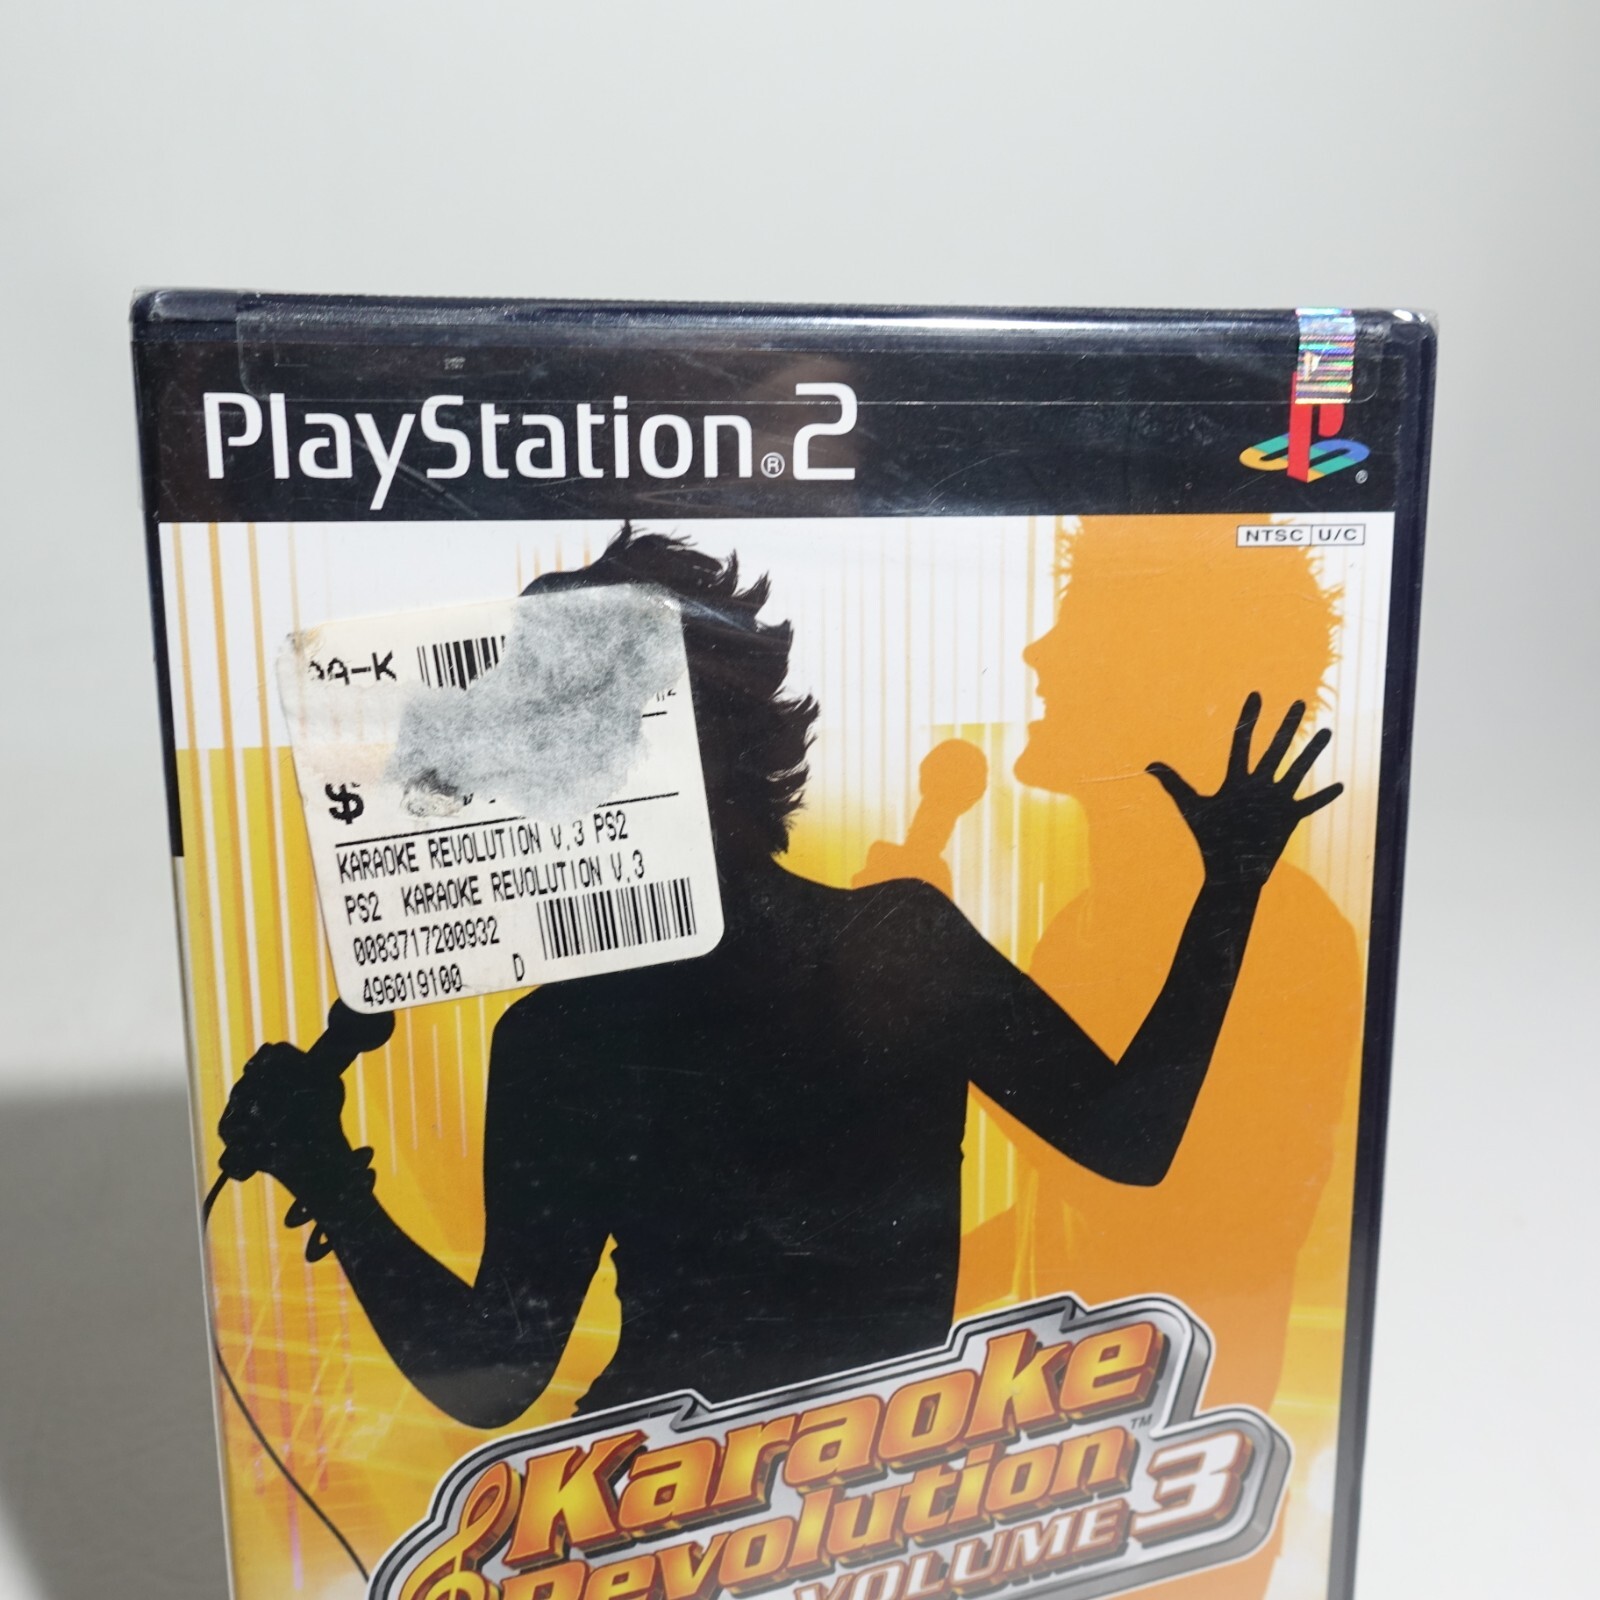 PlayStation®2
NTSC U/C
$
KARAOKE REVOLUTION V.3 PS2
PS2 KARAOKE REVOLUTION V.3
0083717200932
496019100 D
Karaoke
Revolution™
VOLUME 3